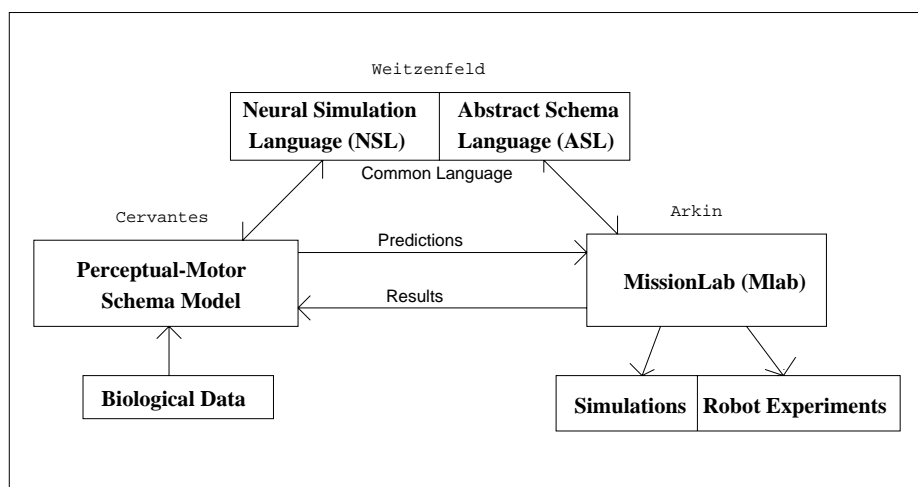 Weitzenfeld
Neural Simulation
Language (NSL)
Abstract Schema
Language (ASL)
Common Language
Cervantes
Arkin
Predictions
Perceptual-Motor
Schema Model
MissionLab (Mlab)
Results
Biological Data
Simulations
Robot Experiments